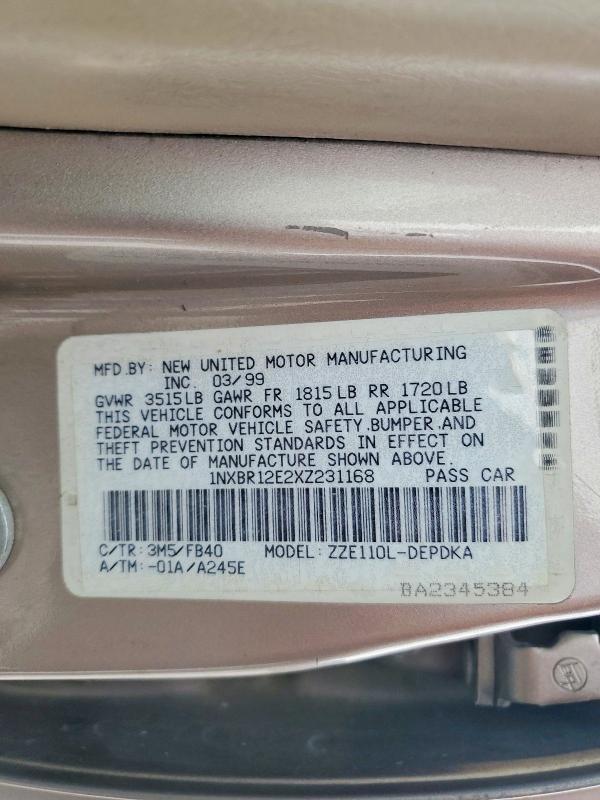 MFD.BY: NEW UNITED MOTOR MANUFACTURING
INC. 03/99
GVWR 3515LB GAWR FR 1815LB RR 1720LB
THIS VEHICLE CONFORMS TO ALL APPLICABLE
FEDERAL MOTOR VEHICLE SAFETY.BUMPER.AND
THEFT PREVENTION STANDARDS IN EFFECT ON
THE DATE OF MANUFACTURE SHOWN ABOVE.
1NXBR12E2XZ231168 PASS CAR
C/TR:3M5/FB40 MODEL:ZZE110L-DEPDKA
A/TM:-01A/A245E
BA2345384